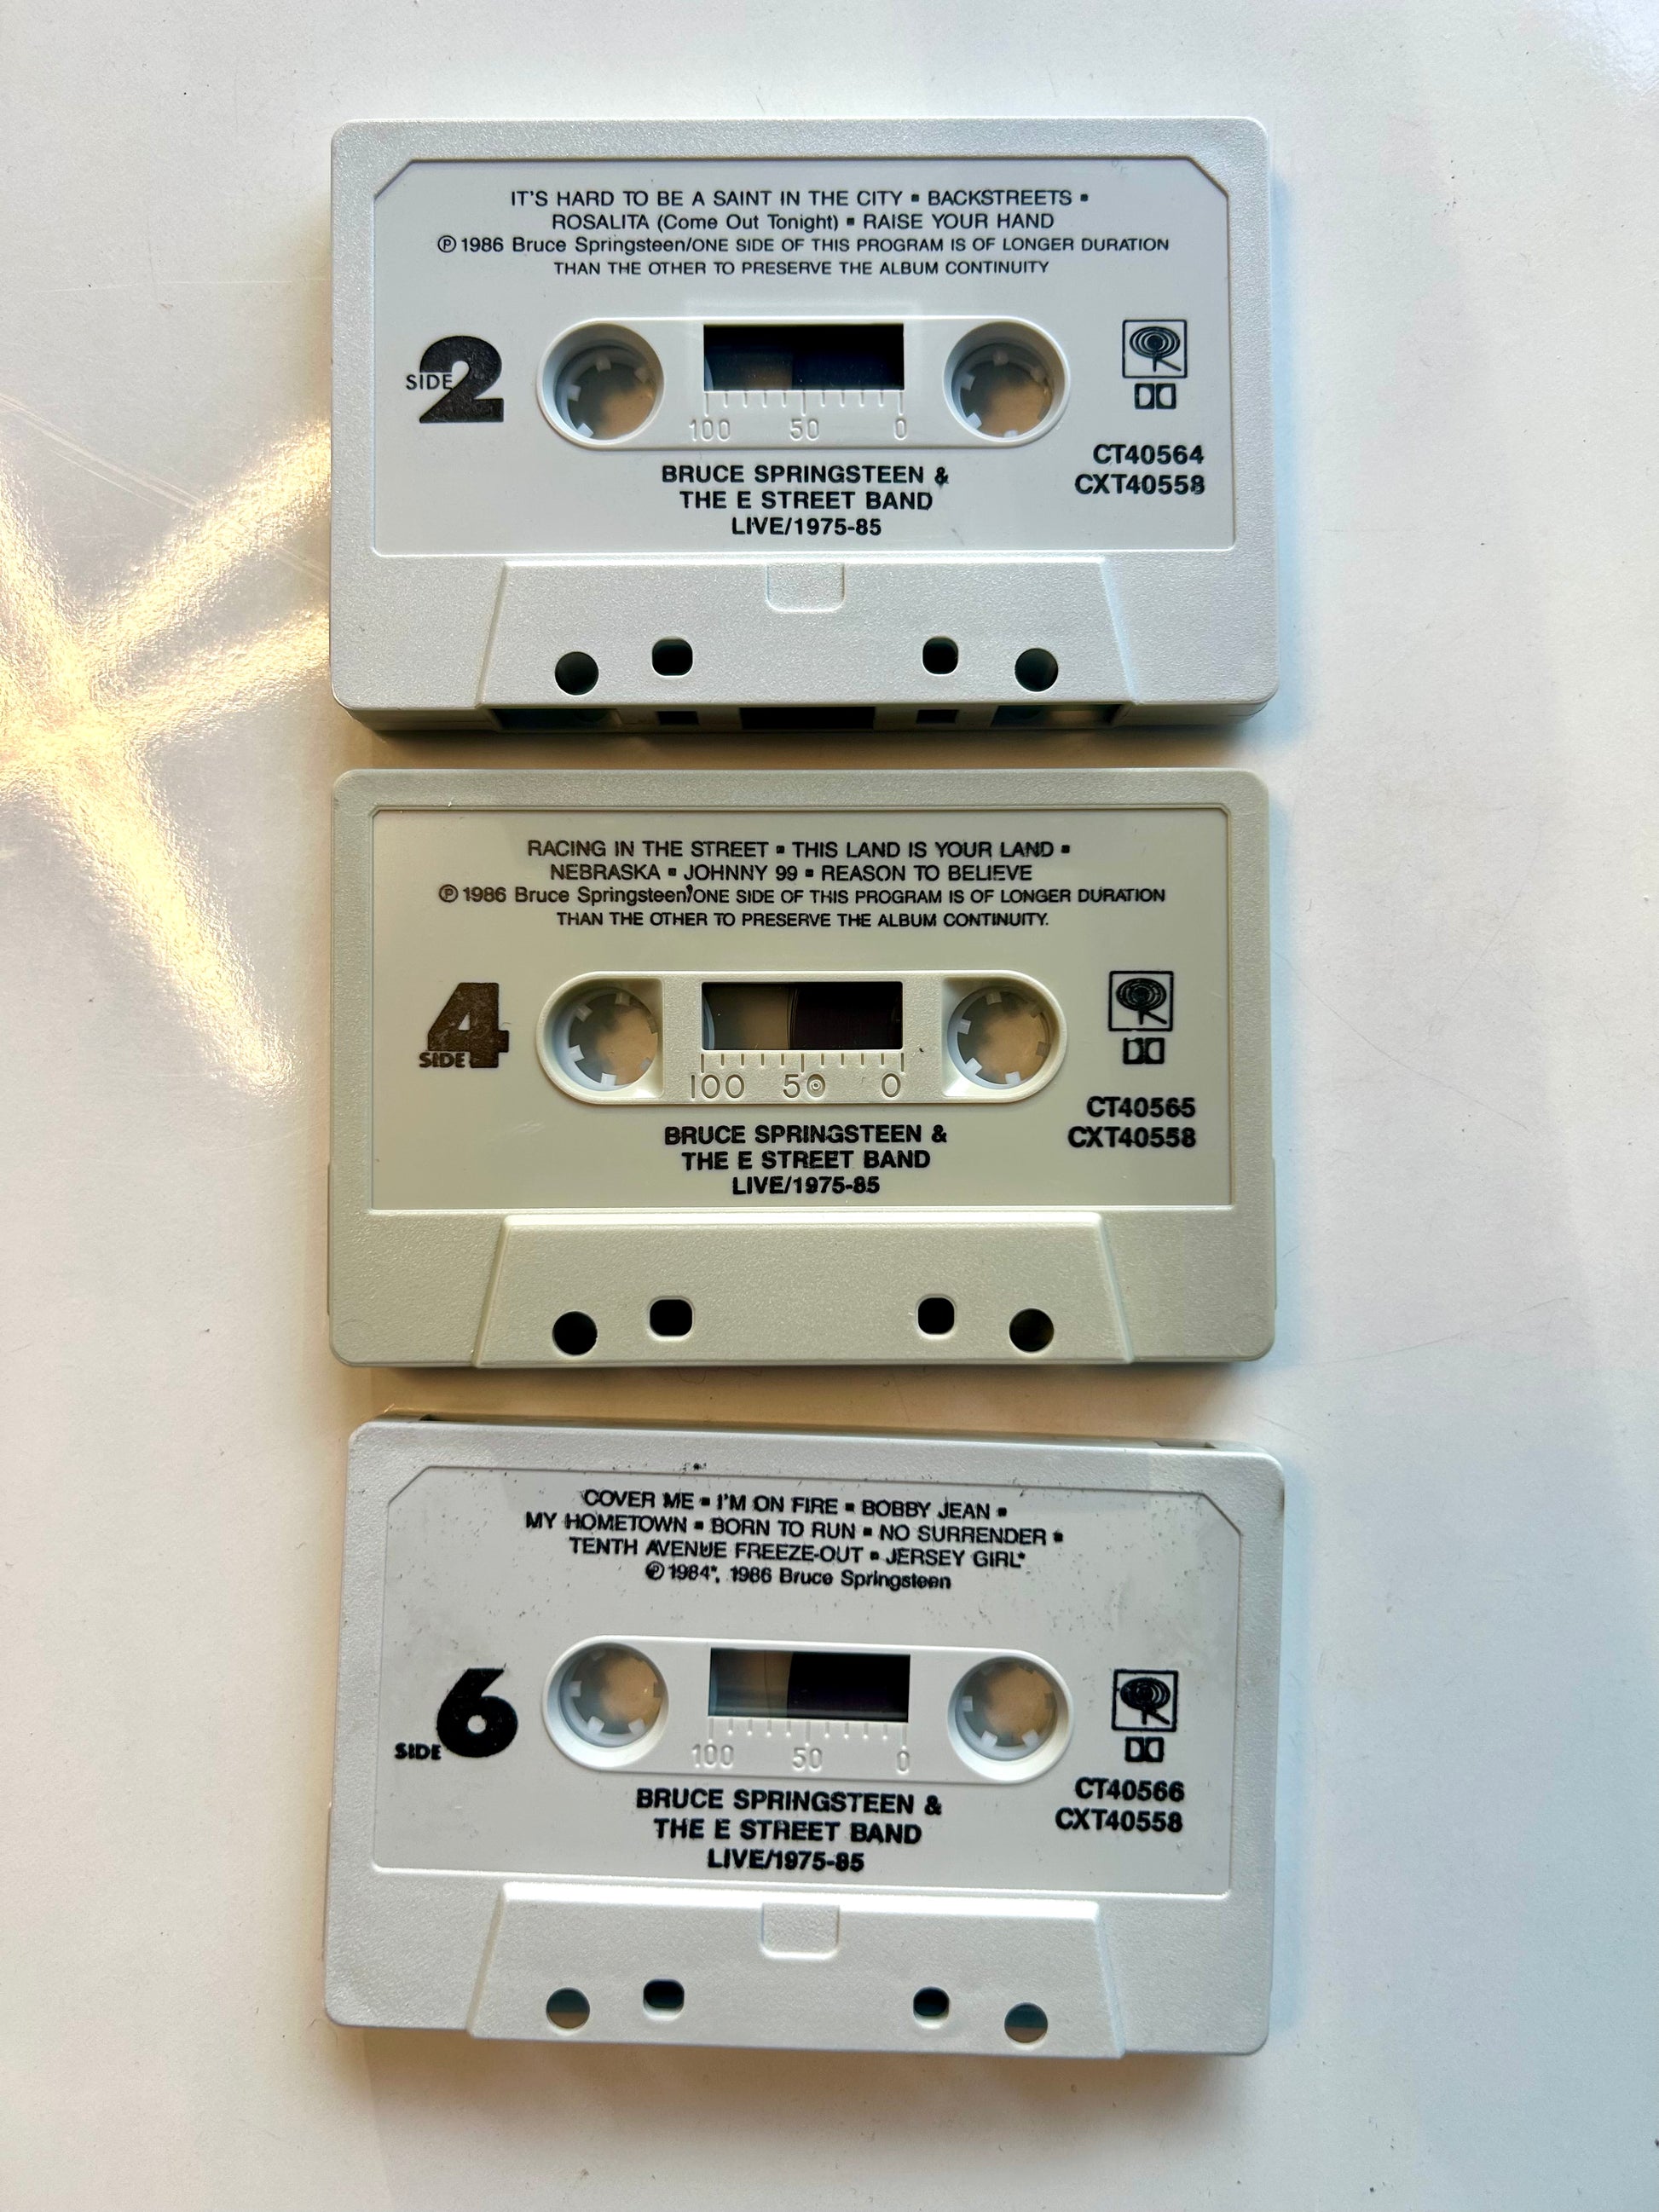 IT'S HARD TO BE A SAINT IN THE CITY ▪ BACKSTREETS ▪
ROSALITA (Come Out Tonight) ▪ RAISE YOUR HAND
℗ 1986 Bruce Springsteen/ONE SIDE OF THIS PROGRAM IS OF LONGER DURATION
THAN THE OTHER TO PRESERVE THE ALBUM CONTINUITY
SIDE 2
100 50 0
CT40564
CXT40558
BRUCE SPRINGSTEEN &
THE E STREET BAND
LIVE/1975-85
RACING IN THE STREET ▪ THIS LAND IS YOUR LAND ▪
NEBRASKA ▪ JOHNNY 99 ▪ REASON TO BELIEVE
℗ 1986 Bruce Springsteen/ONE SIDE OF THIS PROGRAM IS OF LONGER DURATION
THAN THE OTHER TO PRESERVE THE ALBUM CONTINUITY.
SIDE 4
100 50 0
CT40565
CXT40558
BRUCE SPRINGSTEEN &
THE E STREET BAND
LIVE/1975-85
COVER ME ▪ I'M ON FIRE ▪ BOBBY JEAN ▪
MY HOMETOWN ▪ BORN TO RUN ▪ NO SURRENDER ▪
TENTH AVENUE FREEZE-OUT ▪ JERSEY GIRL*
℗ 1984*, 1986 Bruce Springsteen
SIDE 6
100 50 0
CT40566
CXT40558
BRUCE SPRINGSTEEN &
THE E STREET BAND
LIVE/1975-85